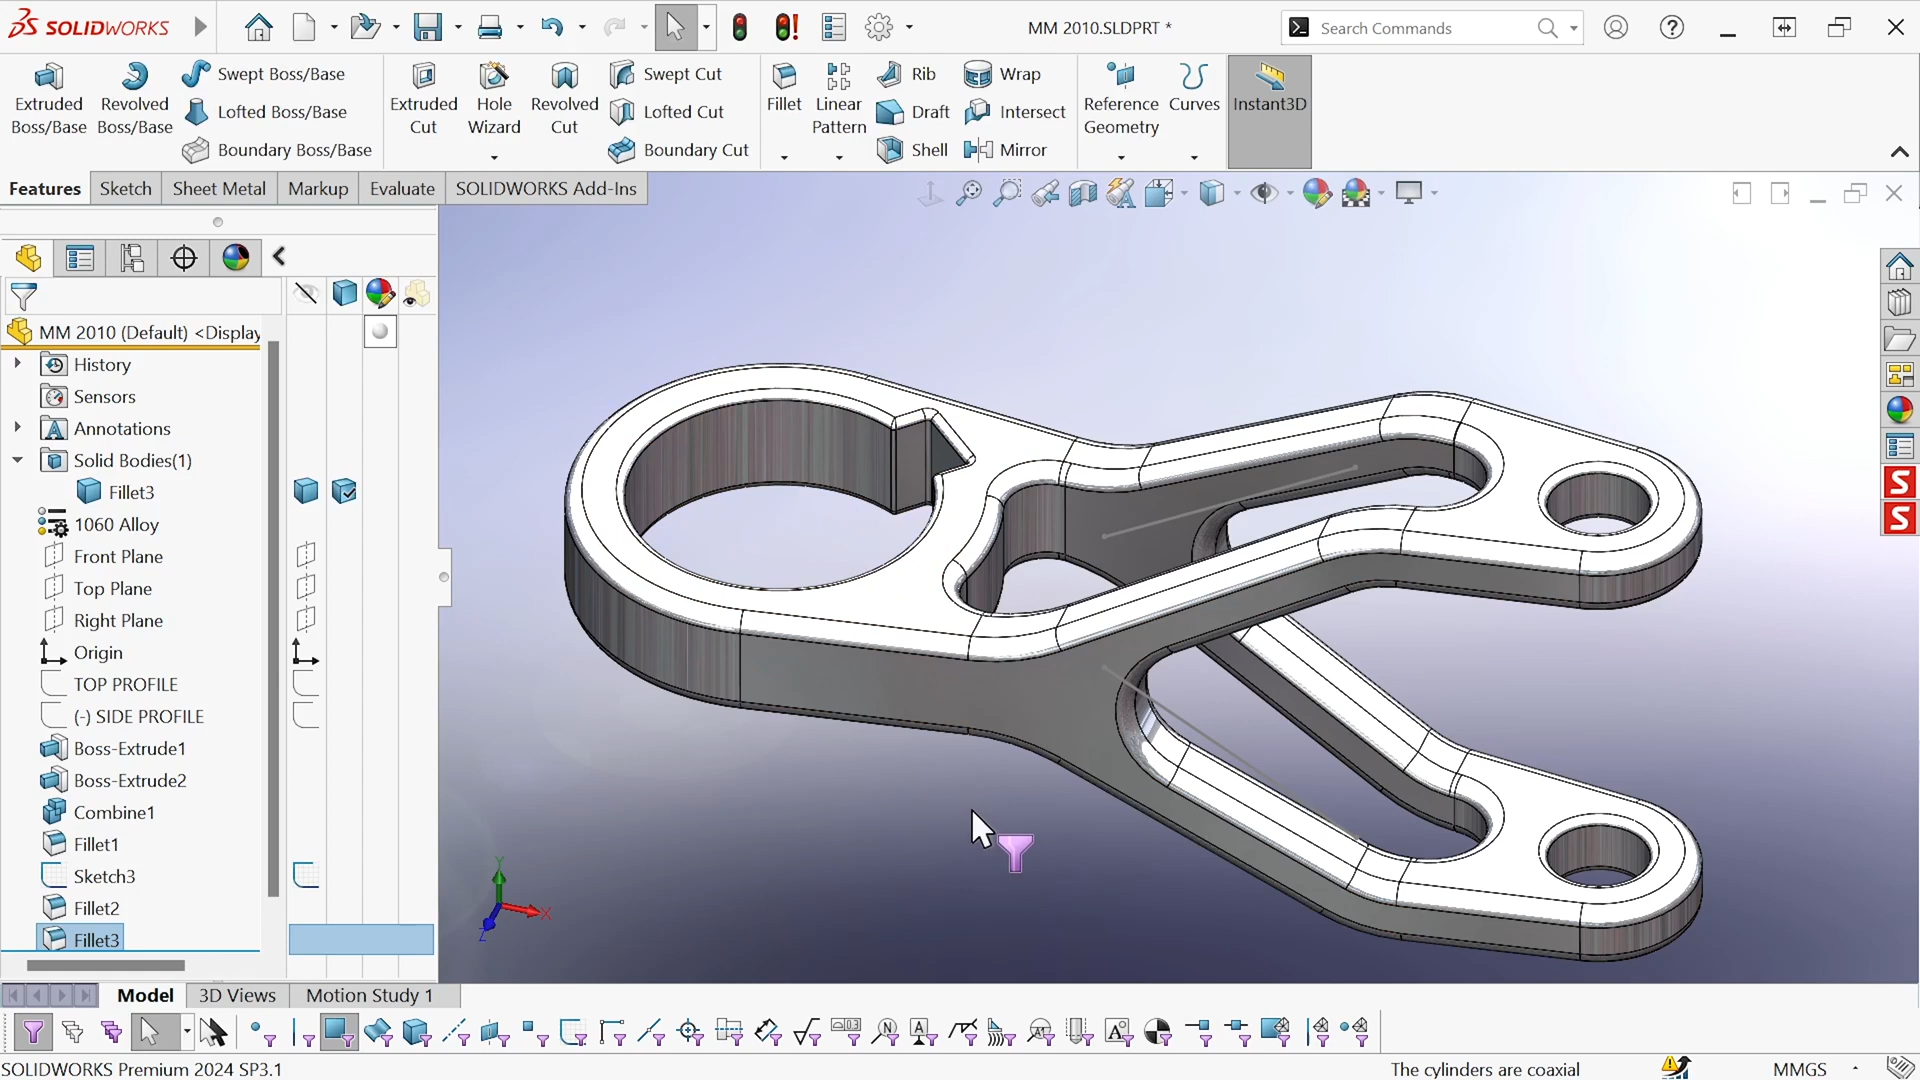 SOLIDWORKS
MM 2010.SLDPRT *
Search Commands
Extruded Boss/Base
Revolved Boss/Base
Swept Boss/Base
Lofted Boss/Base
Boundary Boss/Base
Extruded Cut
Hole Wizard
Revolved Cut
Swept Cut
Lofted Cut
Boundary Cut
Fillet
Linear Pattern
Rib
Draft
Shell
Wrap
Intersect
Mirror
Reference Geometry
Curves
Instant3D
Features
Sketch
Sheet Metal
Markup
Evaluate
SOLIDWORKS Add-Ins
MM 2010 (Default) <Display
History
Sensors
Annotations
Solid Bodies(1)
Fillet3
1060 Alloy
Front Plane
Top Plane
Right Plane
Origin
TOP PROFILE
(-) SIDE PROFILE
Boss-Extrude1
Boss-Extrude2
Combine1
Fillet1
Sketch3
Fillet2
Fillet3
Y
X
Z
Model
3D Views
Motion Study 1
SOLIDWORKS Premium 2024 SP3.1
The cylinders are coaxial
MMGS